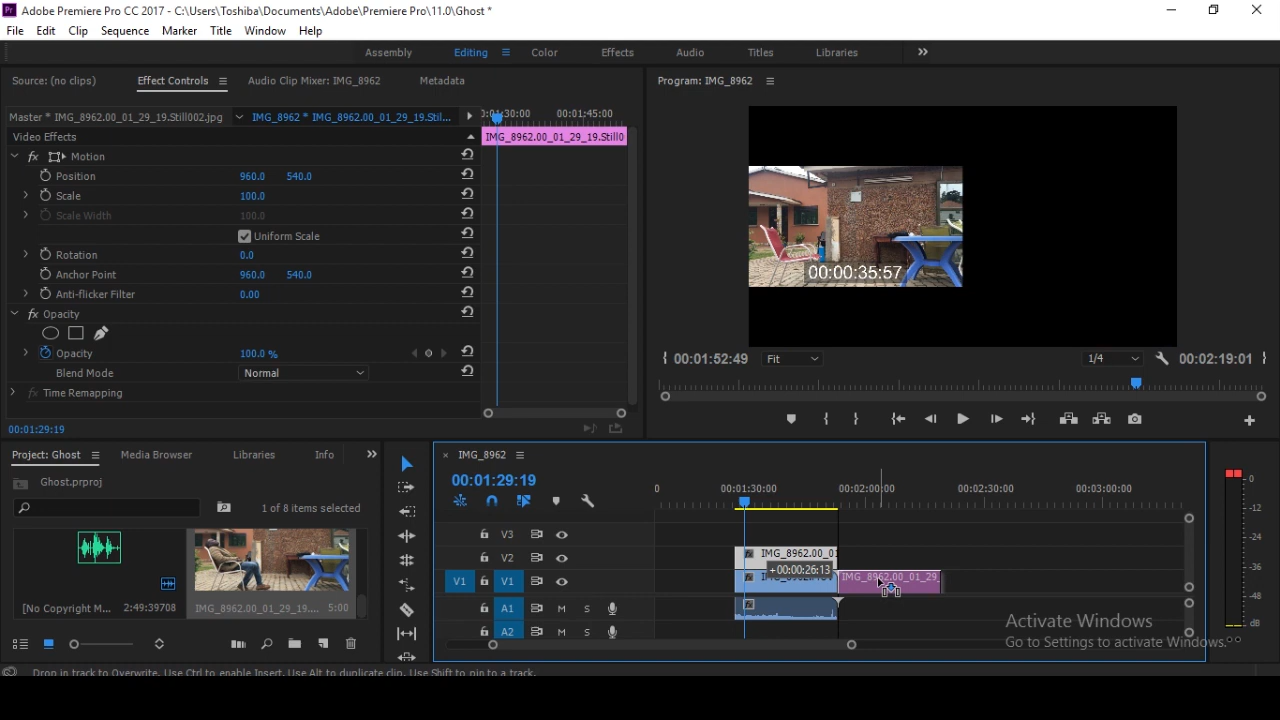 Adobe Premiere Pro CC 2017 - C:\Users\Toshiba\Documents\Adobe\Premiere Pro\11.0\Ghost *
File Edit Clip Sequence Marker Title Window Help
Assembly Editing Color Effects Audio Titles Libraries
Source: (no clips) Effect Controls Audio Clip Mixer: IMG_8962 Metadata
Program: IMG_8962
Master * IMG_8962.00_01_29_19.Still002.jpg IMG_8962 * IMG_8962.00_01_29_19.Stil... 00:01:45:00
Video Effects IMG_8962.00_01_29_19.Still0
fx Motion
Position 960.0 540.0
Scale 100.0
Scale Width 100.0
Uniform Scale
Rotation 0.0
Anchor Point 960.0 540.0
Anti-flicker Filter 0.00
fx Opacity
Opacity 100.0 %
Blend Mode Normal
fx Time Remapping
00:01:29:19
00:00:35:57
00:01:52:49 Fit 1/4 00:02:19:01
Project: Ghost Media Browser Libraries Info
Ghost.prproj
1 of 8 items selected
[No Copyright M... 2:49:39708
IMG_8962.00_01_29_19.... 5:00
IMG_8962
00:01:29:19
0 00:01:30:00 00:02:00:00 00:02:30:00 00:03:00:00
V3
V2 IMG_8962.00_01
+00:00:26:13
V1 V1 IMG_8962.00_01_29_
A1 M S
A2 M S
0
-12
-24
-36
-48
dB
Activate Windows
Go to Settings to activate Windows.
Drop in track to Overwrite. Use Ctrl to enable Insert. Use Alt to duplicate clip. Use Shift to pin to a track.